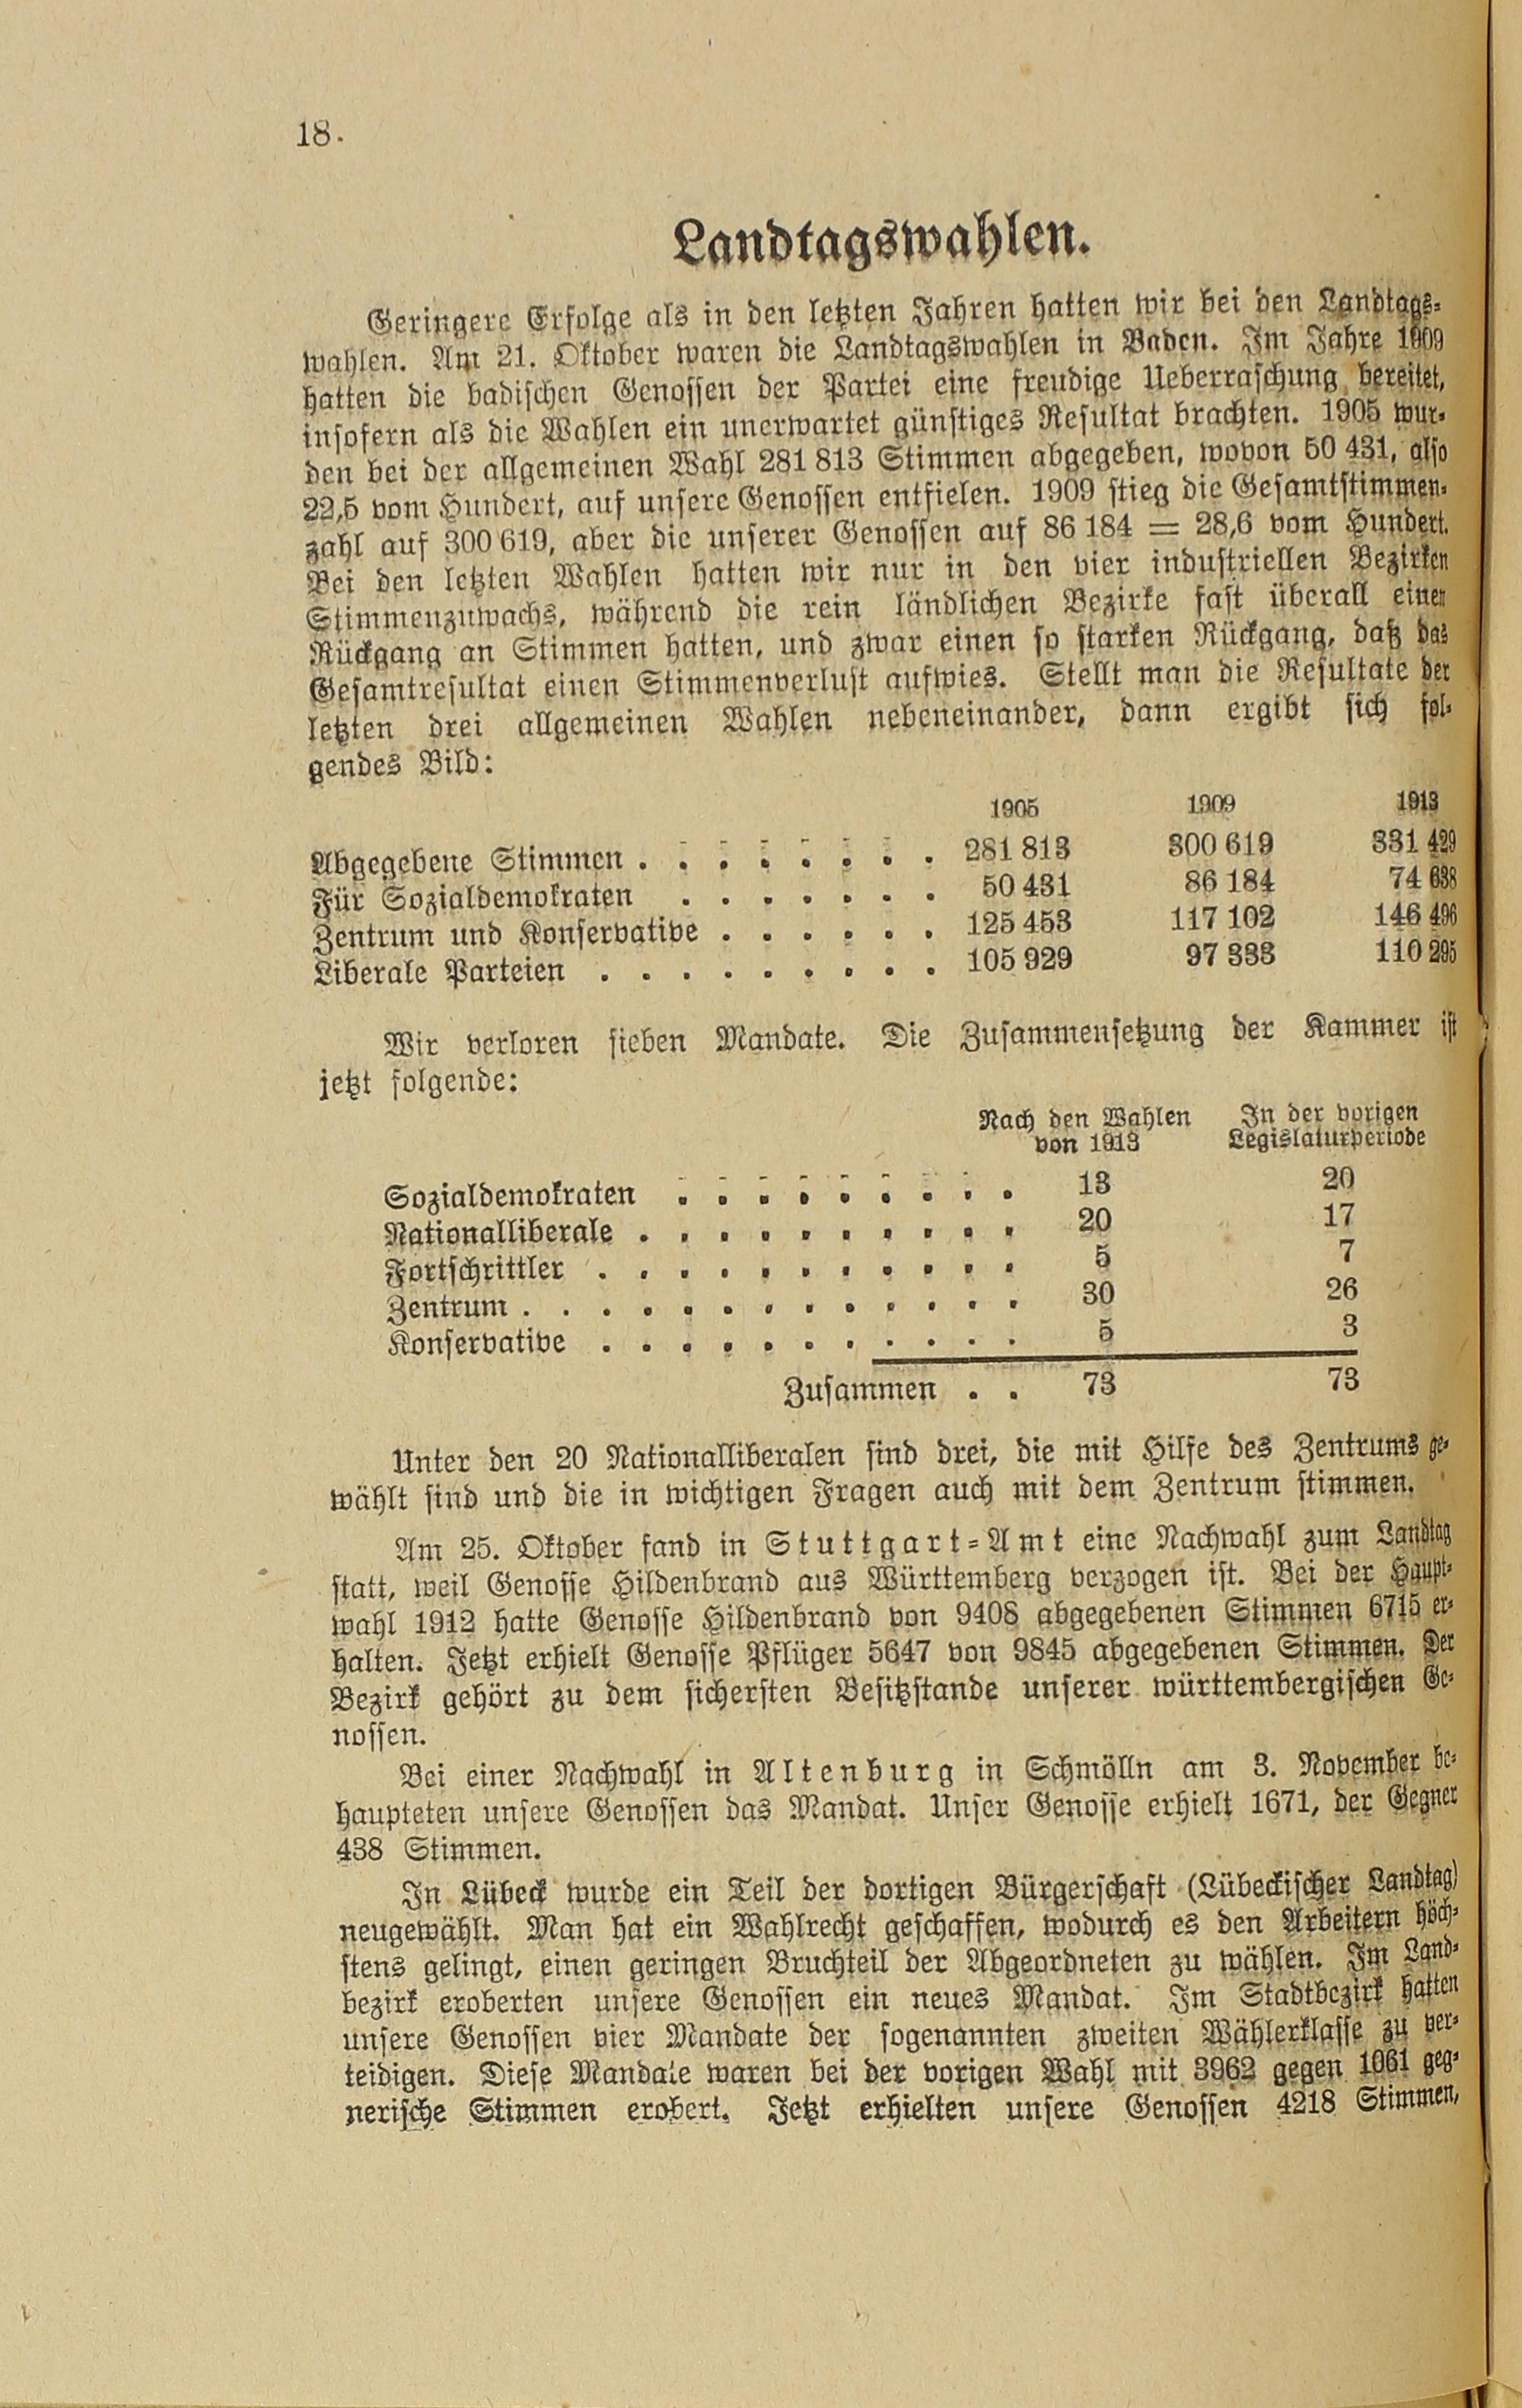 18.
Landtagswahlen.
Geringere Erfolge als in den letzten Jahren hatten wir bei den Landtags-
wahlen. Am 21. Oktober waren die Landtagswahlen in Baden. Im Jahre 1909
hatten die badischen Genossen der Partei eine freudige Ueberraschung bereitet,
insofern als die Wahlen ein unerwartet günstiges Resultat brachten. 1905 wur-
den bei der allgemeinen Wahl 281 813 Stimmen abgegeben, wovon 50 431, also
22,5 vom Hundert, auf unsere Genossen entfielen. 1909 stieg die Gesamtstimmen-
zahl auf 300 619, aber die unserer Genossen auf 86 184 = 28,6 vom Hundert.
Bei den letzten Wahlen hatten wir nur in den vier industriellen Bezirken
Stimmenzuwachs, während die rein ländlichen Bezirke fast überall einen
Rückgang an Stimmen hatten, und zwar einen so starken Rückgang, daß das
Gesamtresultat einen Stimmenverlust aufwies. Stellt man die Resultate der
letzten drei allgemeinen Wahlen nebeneinander, dann ergibt sich fol-
gendes Bild:
1905 1909 1913
Abgegebene Stimmen . . . . . . . . 281 813 300 619 331 429
Für Sozialdemokraten . . . . . . . 50 431 86 184 74 638
Zentrum und Konservative . . . . . . 125 453 117 102 146 496
Liberale Parteien . . . . . . . . . 105 929 97 333 110 295
Wir verloren sieben Mandate. Die Zusammensetzung der Kammer ist
jetzt folgende:
Nach den Wahlen In der vorigen
von 1913 Legislaturperiode
Sozialdemokraten . . . . . . . . . 13 20
Nationalliberale . . . . . . . . . . 20 17
Fortschrittler . . . . . . . . . . . 5 7
Zentrum . . . . . . . . . . . . . 30 26
Konservative . . . . . . . . . . . 5 3
Zusammen . . 73 73
Unter den 20 Nationalliberalen sind drei, die mit Hilfe des Zentrums ge-
wählt sind und die in wichtigen Fragen auch mit dem Zentrum stimmen.
Am 25. Oktober fand in Stuttgart-Amt eine Nachwahl zum Landtag
statt, weil Genosse Hildenbrand aus Württemberg verzogen ist. Bei der Haupt-
wahl 1912 hatte Genosse Hildenbrand von 9408 abgegebenen Stimmen 6715 er-
halten. Jetzt erhielt Genosse Pflüger 5647 von 9845 abgegebenen Stimmen. Der
Bezirk gehört zu dem sichersten Besitzstande unserer württembergischen Ge-
nossen.
Bei einer Nachwahl in Altenburg in Schmölln am 3. November be-
haupteten unsere Genossen das Mandat. Unser Genosse erhielt 1671, der Gegner
438 Stimmen.
In Lübeck wurde ein Teil der dortigen Bürgerschaft (Lübeckischer Landtag)
neugewählt. Man hat ein Wahlrecht geschaffen, wodurch es den Arbeitern höch-
stens gelingt, einen geringen Bruchteil der Abgeordneten zu wählen. Im Land-
bezirk eroberten unsere Genossen ein neues Mandat. Im Stadtbezirk hatten
unsere Genossen vier Mandate der sogenannten zweiten Wählerklasse zu ver-
teidigen. Diese Mandate waren bei der vorigen Wahl mit 3962 gegen 1061 geg-
nerische Stimmen erobert. Jetzt erhielten unsere Genossen 4218 Stimmen,